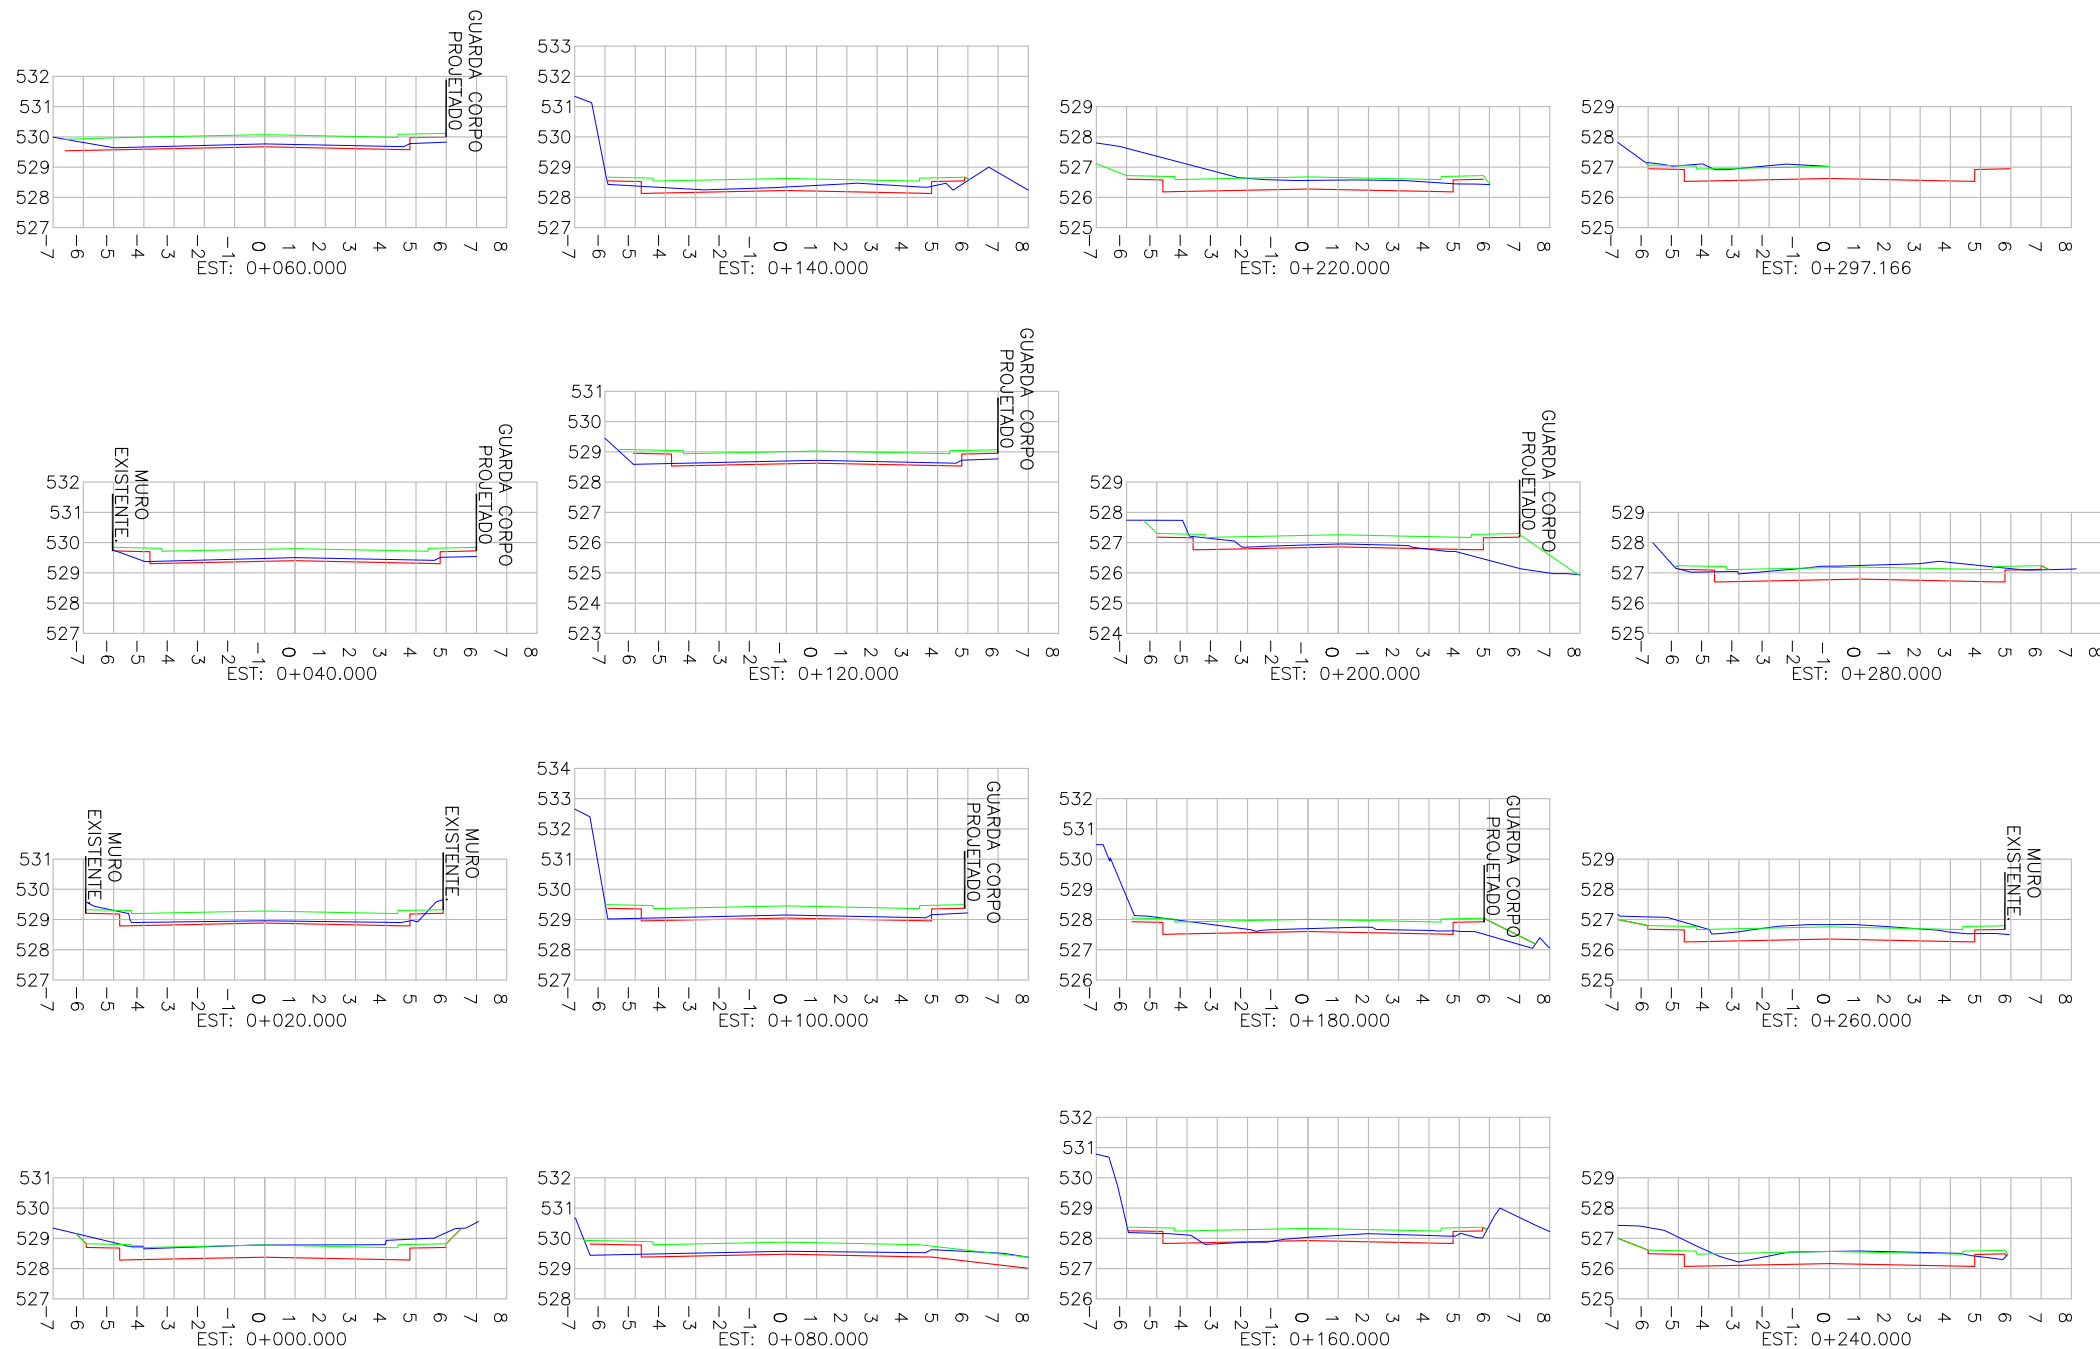 GUARDA CORPO
PROJETADO
532
531
530
529
528
527
-7 -6 -5 -4 -3 -2 -1 0 1 2 3 4 5 6 7 8
EST: 0+060.000
533
532
531
530
529
528
527
-7 -6 -5 -4 -3 -2 -1 0 1 2 3 4 5 6 7 8
EST: 0+140.000
529
528
527
526
525
-7 -6 -5 -4 -3 -2 -1 0 1 2 3 4 5 6 7 8
EST: 0+220.000
529
528
527
526
525
-7 -6 -5 -4 -3 -2 -1 0 1 2 3 4 5 6 7 8
EST: 0+297.166
MURO
EXISTENTE.
GUARDA CORPO
PROJETADO
532
531
530
529
528
527
-7 -6 -5 -4 -3 -2 -1 0 1 2 3 4 5 6 7 8
EST: 0+040.000
GUARDA CORPO
PROJETADO
531
530
529
528
527
526
525
524
523
-7 -6 -5 -4 -3 -2 -1 0 1 2 3 4 5 6 7 8
EST: 0+120.000
GUARDA CORPO
PROJETADO
529
528
527
526
525
524
-7 -6 -5 -4 -3 -2 -1 0 1 2 3 4 5 6 7 8
EST: 0+200.000
529
528
527
526
525
-7 -6 -5 -4 -3 -2 -1 0 1 2 3 4 5 6 7 8
EST: 0+280.000
MURO
EXISTENTE.
MURO
EXISTENTE.
531
530
529
528
527
-7 -6 -5 -4 -3 -2 -1 0 1 2 3 4 5 6 7 8
EST: 0+020.000
GUARDA CORPO
PROJETADO
534
533
532
531
530
529
528
527
-7 -6 -5 -4 -3 -2 -1 0 1 2 3 4 5 6 7 8
EST: 0+100.000
GUARDA CORPO
PROJETADO
532
531
530
529
528
527
526
-7 -6 -5 -4 -3 -2 -1 0 1 2 3 4 5 6 7 8
EST: 0+180.000
MURO
EXISTENTE.
529
528
527
526
525
-7 -6 -5 -4 -3 -2 -1 0 1 2 3 4 5 6 7 8
EST: 0+260.000
531
530
529
528
527
-7 -6 -5 -4 -3 -2 -1 0 1 2 3 4 5 6 7 8
EST: 0+000.000
532
531
530
529
528
-7 -6 -5 -4 -3 -2 -1 0 1 2 3 4 5 6 7 8
EST: 0+080.000
532
531
530
529
528
527
526
-7 -6 -5 -4 -3 -2 -1 0 1 2 3 4 5 6 7 8
EST: 0+160.000
529
528
527
526
525
-7 -6 -5 -4 -3 -2 -1 0 1 2 3 4 5 6 7 8
EST: 0+240.000